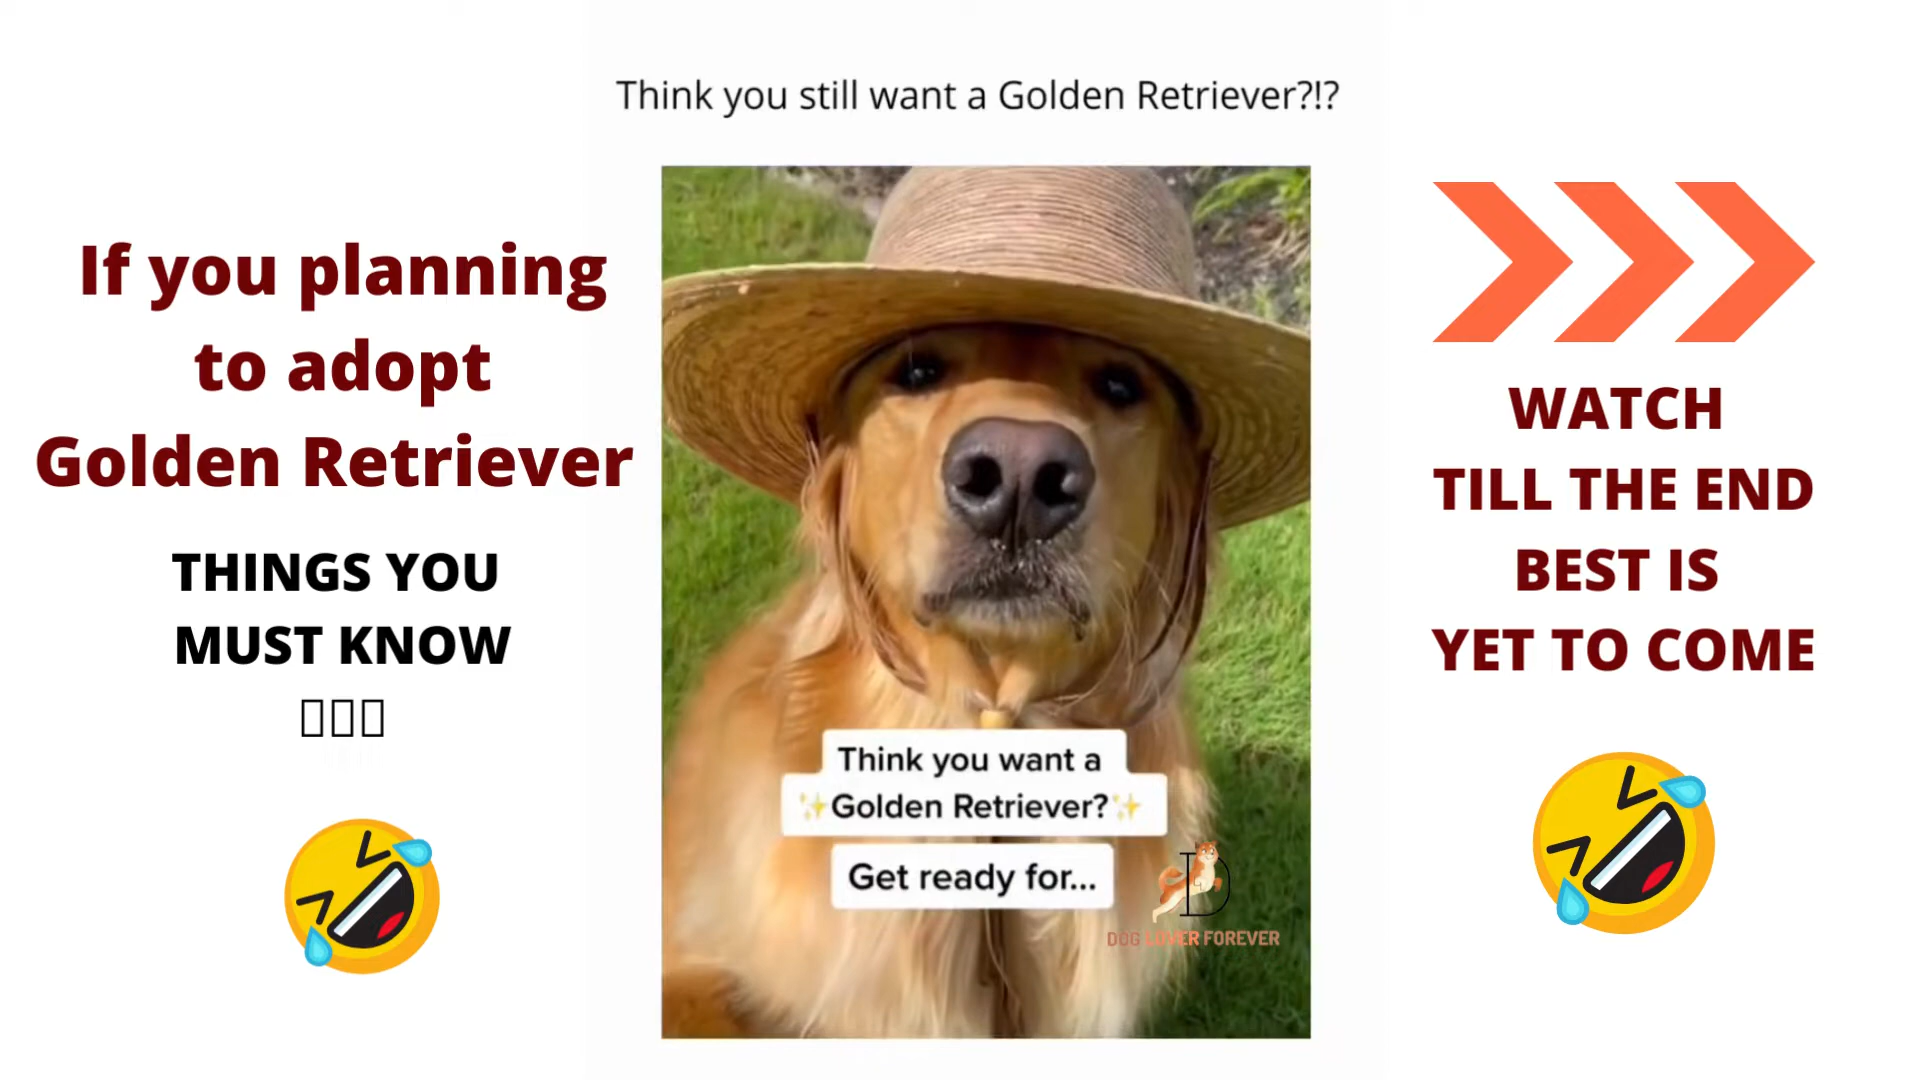 Think you still want a Golden Retriever?!?
If you planning
to adopt
Golden Retriever
THINGS YOU
MUST KNOW
Think you want a
✨Golden Retriever?✨
Get ready for...
D
DOG LOVER FOREVER
WATCH
TILL THE END
BEST IS
YET TO COME